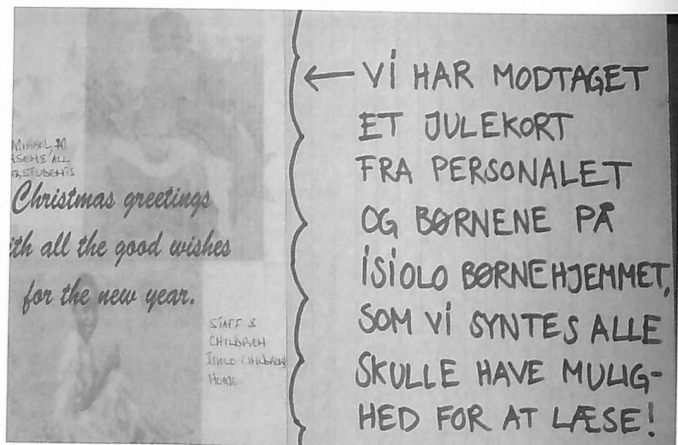 & STUDENTS
Christmas greetings
all the good wishes
for the new year.
STAFF &
CHILDREN
ISIOLO CHILDREN
HOME
← Vi HAR MODTAGET
ET JULEKORT
FRA PERSONALET
OG BØRNENE PÅ
iSiOLO BØRNEHJEMMET,
SOM Vi SYNTES ALLE
SKULLE HAVE MULIG-
HED FOR AT LÆSE!